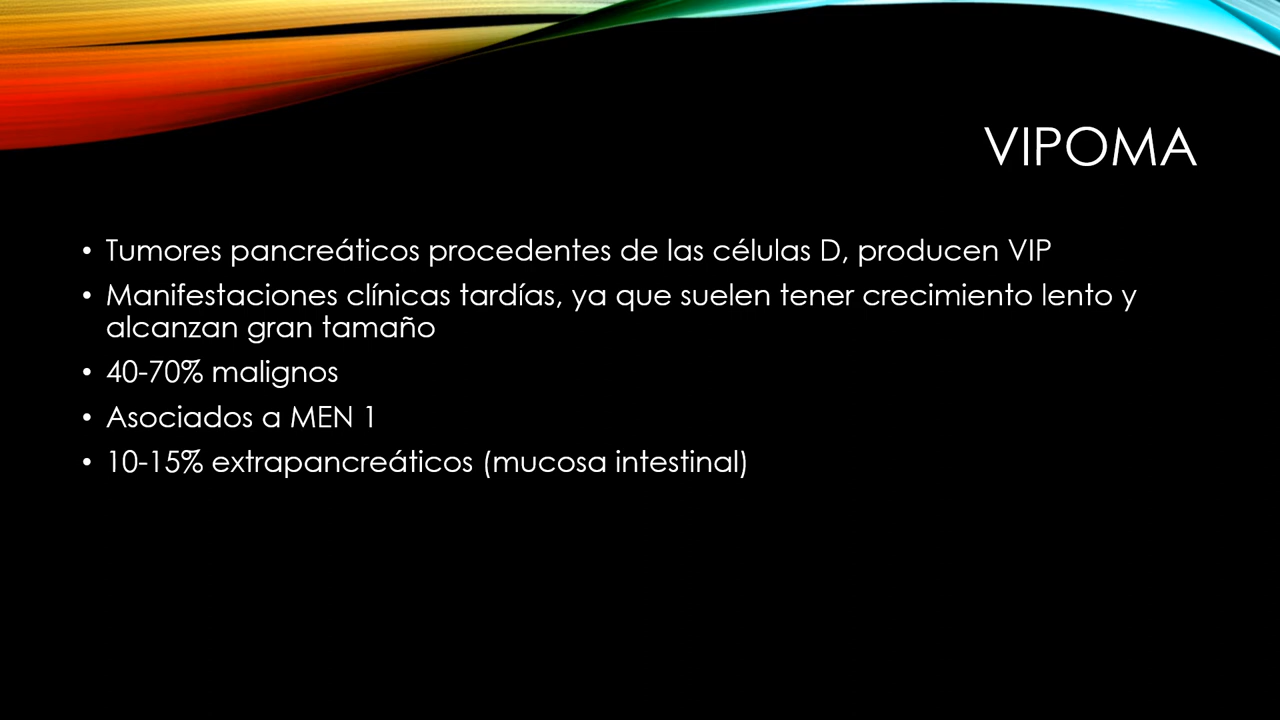 VIPOMA
• Tumores pancreáticos procedentes de las células D, producen VIP
• Manifestaciones clínicas tardías, ya que suelen tener crecimiento lento y
alcanzan gran tamaño
• 40-70% malignos
• Asociados a MEN 1
• 10-15% extrapancreáticos (mucosa intestinal)